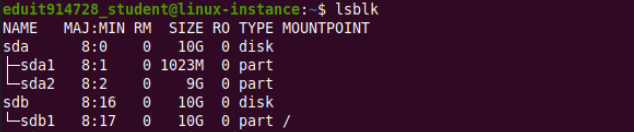 eduit914728_student@linux-instance:~$ lsblk
NAME   MAJ:MIN RM  SIZE RO TYPE MOUNTPOINT
sda      8:0    0   10G  0 disk
├─sda1   8:1    0 1023M  0 part
└─sda2   8:2    0    9G  0 part
sdb      8:16   0   10G  0 disk
└─sdb1   8:17   0   10G  0 part /